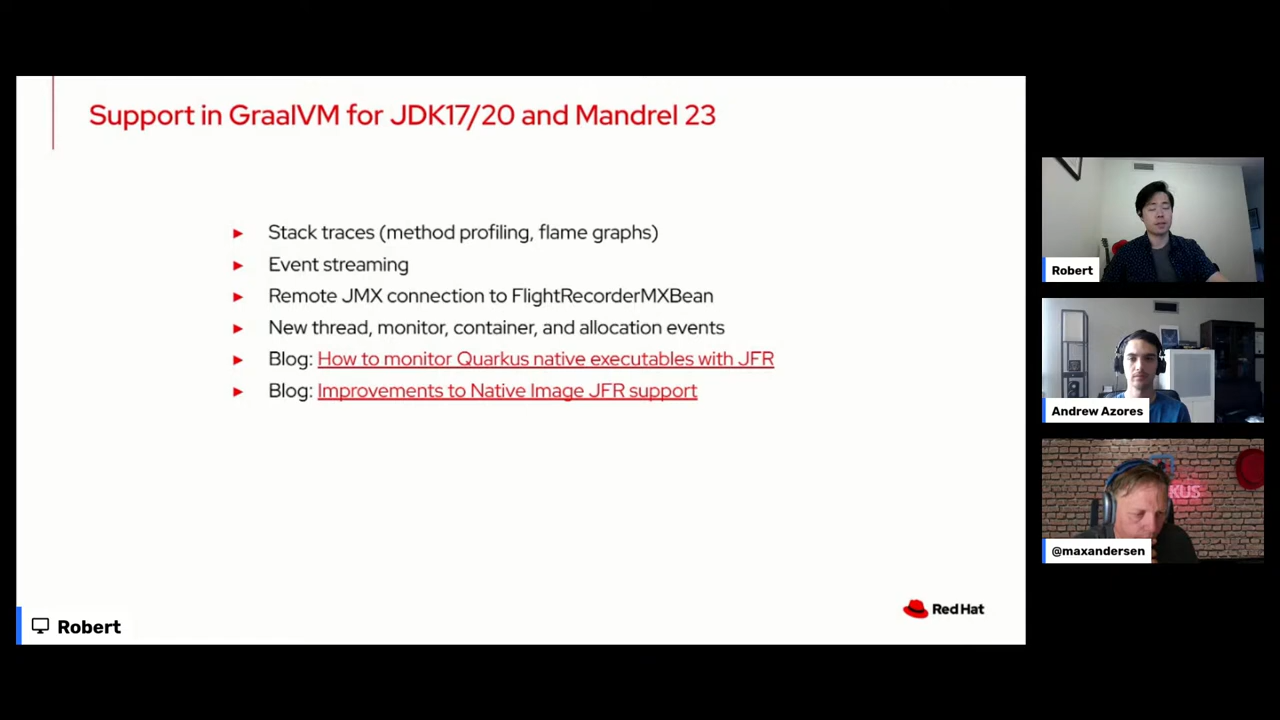 Support in GraalVM for JDK17/20 and Mandrel 23
► Stack traces (method profiling, flame graphs)
► Event streaming
► Remote JMX connection to FlightRecorderMXBean
► New thread, monitor, container, and allocation events
► Blog: How to monitor Quarkus native executables with JFR
► Blog: Improvements to Native Image JFR support
Red Hat
Robert
Robert
Andrew Azores
KUS
@maxandersen